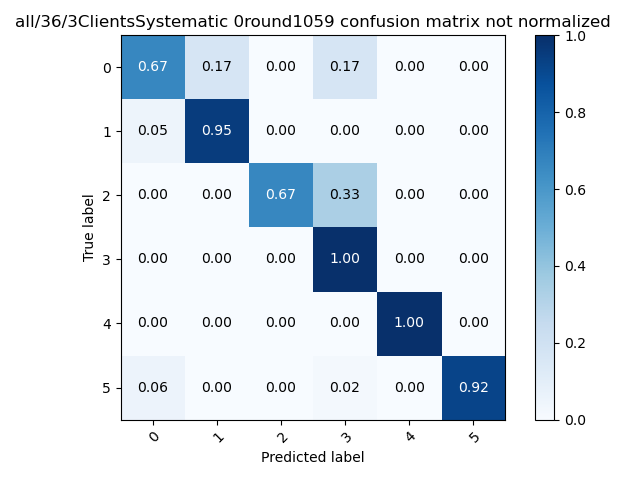 all/36/3ClientsSystematic 0round1059 confusion matrix not normalized
0 0.67 0.17 0.00 0.17 0.00 0.00
1 0.05 0.95 0.00 0.00 0.00 0.00
2 0.00 0.00 0.67 0.33 0.00 0.00
3 0.00 0.00 0.00 1.00 0.00 0.00
4 0.00 0.00 0.00 0.00 1.00 0.00
5 0.06 0.00 0.00 0.02 0.00 0.92
True label
0 1 2 3 4 5
Predicted label
1.0
0.8
0.6
0.4
0.2
0.0